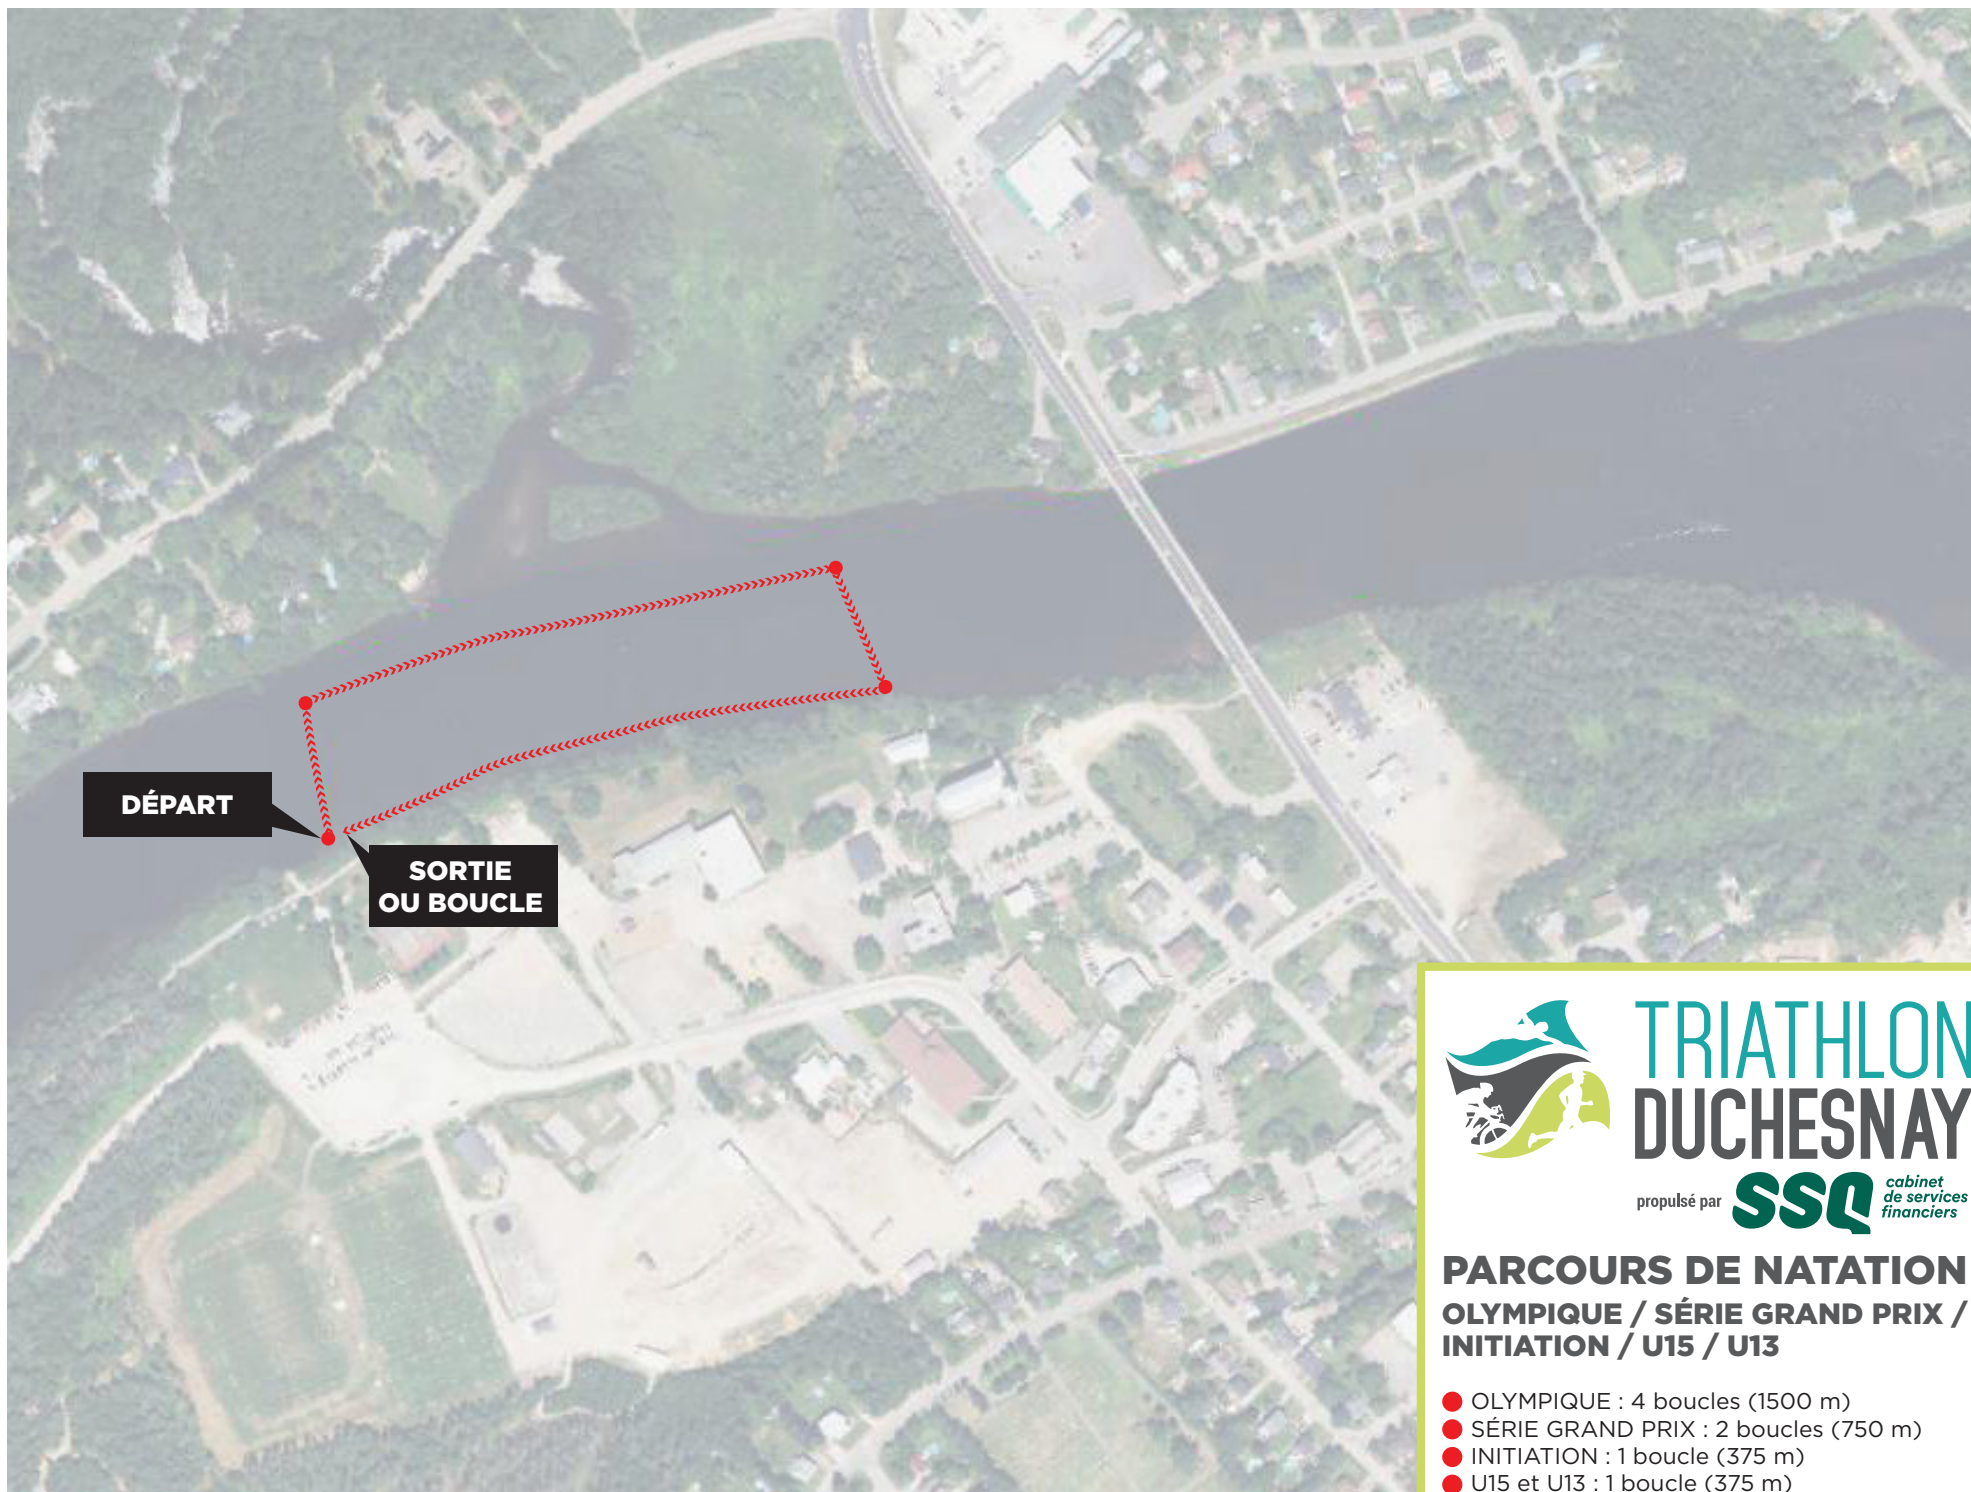 DÉPART
SORTIE
OU BOUCLE
TRIATHLON
DUCHESNAY
propulsé par SSQ cabinet
de services
financiers
PARCOURS DE NATATION
OLYMPIQUE / SÉRIE GRAND PRIX /
INITIATION / U15 / U13
OLYMPIQUE : 4 boucles (1500 m)
SÉRIE GRAND PRIX : 2 boucles (750 m)
INITIATION : 1 boucle (375 m)
U15 et U13 : 1 boucle (375 m)